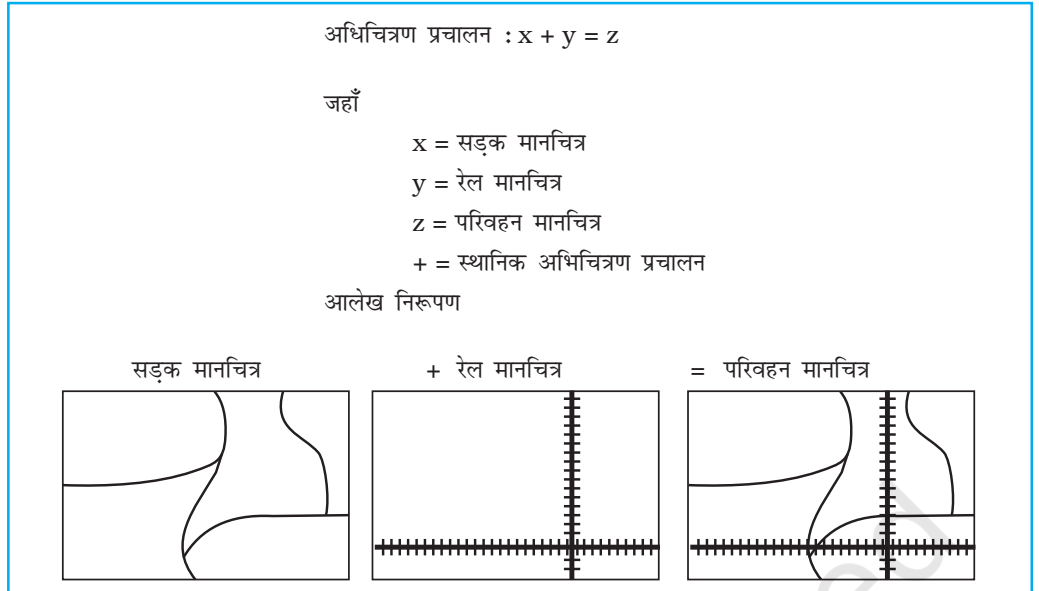 अधिचित्रण प्रचालन : x + y = z
जहाँ
x = सड़क मानचित्र
y = रेल मानचित्र
z = परिवहन मानचित्र
+ = स्थानिक अभिचित्रण प्रचालन
आलेख निरूपण
सड़क मानचित्र + रेल मानचित्र = परिवहन मानचित्र